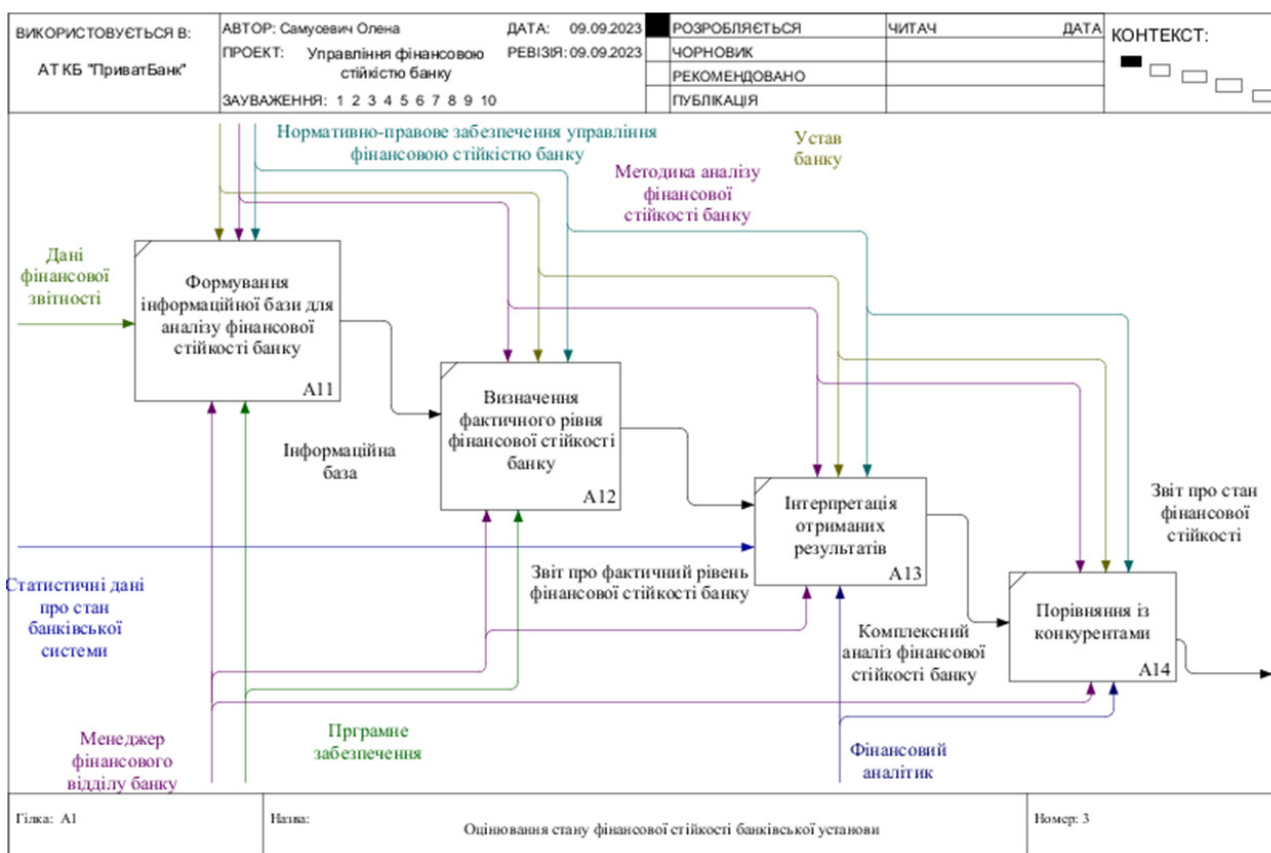 ВИКОРИСТОВУЄТЬСЯ В:
АТ КБ "ПриватБанк"
АВТОР: Самусевич Олена
ДАТА: 09.09.2023
ПРОЕКТ: Управління фінансовою
стійкістю банку
РЕВІЗІЯ: 09.09.2023
ЗАУВАЖЕННЯ: 1 2 3 4 5 6 7 8 9 10
РОЗРОБЛЯЄТЬСЯ
ЧОРНОВИК
РЕКОМЕНДОВАНО
ПУБЛІКАЦІЯ
ЧИТАЧ
ДАТА
КОНТЕКСТ:
Нормативно-правове забезпечення управління
фінансовою стійкістю банку
Устав
банку
Методика аналізу
фінансової
стійкості банку
Дані
фінансової
звітності
Формування
інформаційної бази для
аналізу фінансової
стійкості банку
A11
Визначення
фактичного рівня
фінансової стійкості
банку
A12
Інформаційна
база
Інтерпретація
отриманих
результатів
A13
Звіт про стан
фінансової
стійкості
Звіт про фактичний рівень
фінансової стійкості банку
Статистичні дані
про стан
банківської
системи
Порівняння із
конкурентами
A14
Комплексний
аналіз фінансової
стійкості банку
Менеджер
фінансового
відділу банку
Прграмне
забезпечення
Фінансовий
аналітик
Гілка: A1
Назва:
Оцінювання стану фінансової стійкості банківської установи
Номер: 3